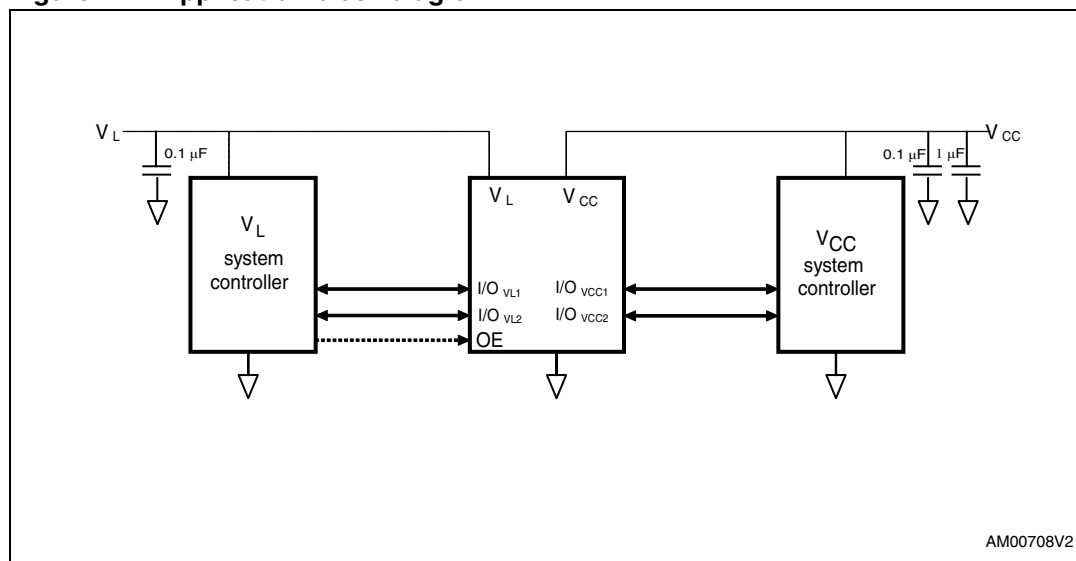 V L
0.1 µF
0.1 µF
1 µF
V CC
V L
system
controller
V L
V CC
I/O VL1
I/O VCC1
I/O VL2
I/O VCC2
OE
VCC
system
controller
AM00708V2